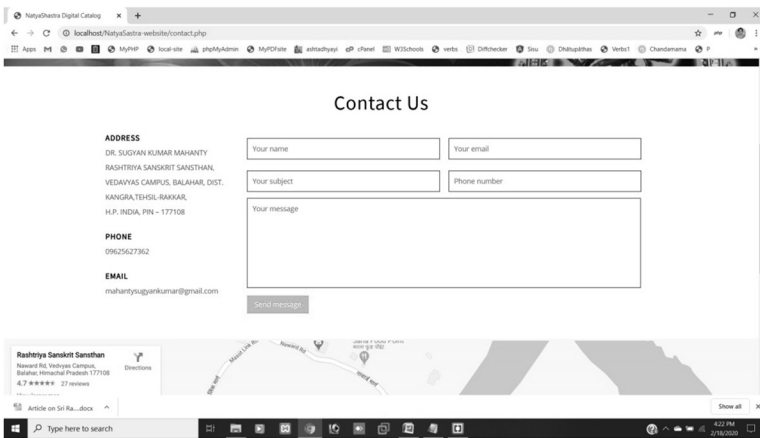 NatyaShastra Digital Catalog
localhost/NatyaSastra-website/contact.php
Apps MyPHP local-site phpMyAdmin MyPDFsite ashtadhyayi cPanel W3Schools verbs Diffchecker Sisu Dhātupāthas Verbs1 Chandamama P
Contact Us
ADDRESS
DR. SUGYAN KUMAR MAHANTY
RASHTRIYA SANSKRIT SANSTHAN,
VEDAVYAS CAMPUS, BALAHAR, DIST.
KANGRA,TEHSIL-RAKKAR,
H.P. INDIA, PIN – 177108
PHONE
09625627362
EMAIL
mahantysugyankumar@gmail.com
Your name
Your email
Your subject
Phone number
Your message
Send message
Rashtriya Sanskrit Sansthan
Naward Rd, Vedvyas Campus,
Balahar, Himachal Pradesh 177108
4.7 27 reviews
Directions
Naward Rd
Article on Sri Ra....docx
Show all
Type here to search
4:22 PM
2/18/2020